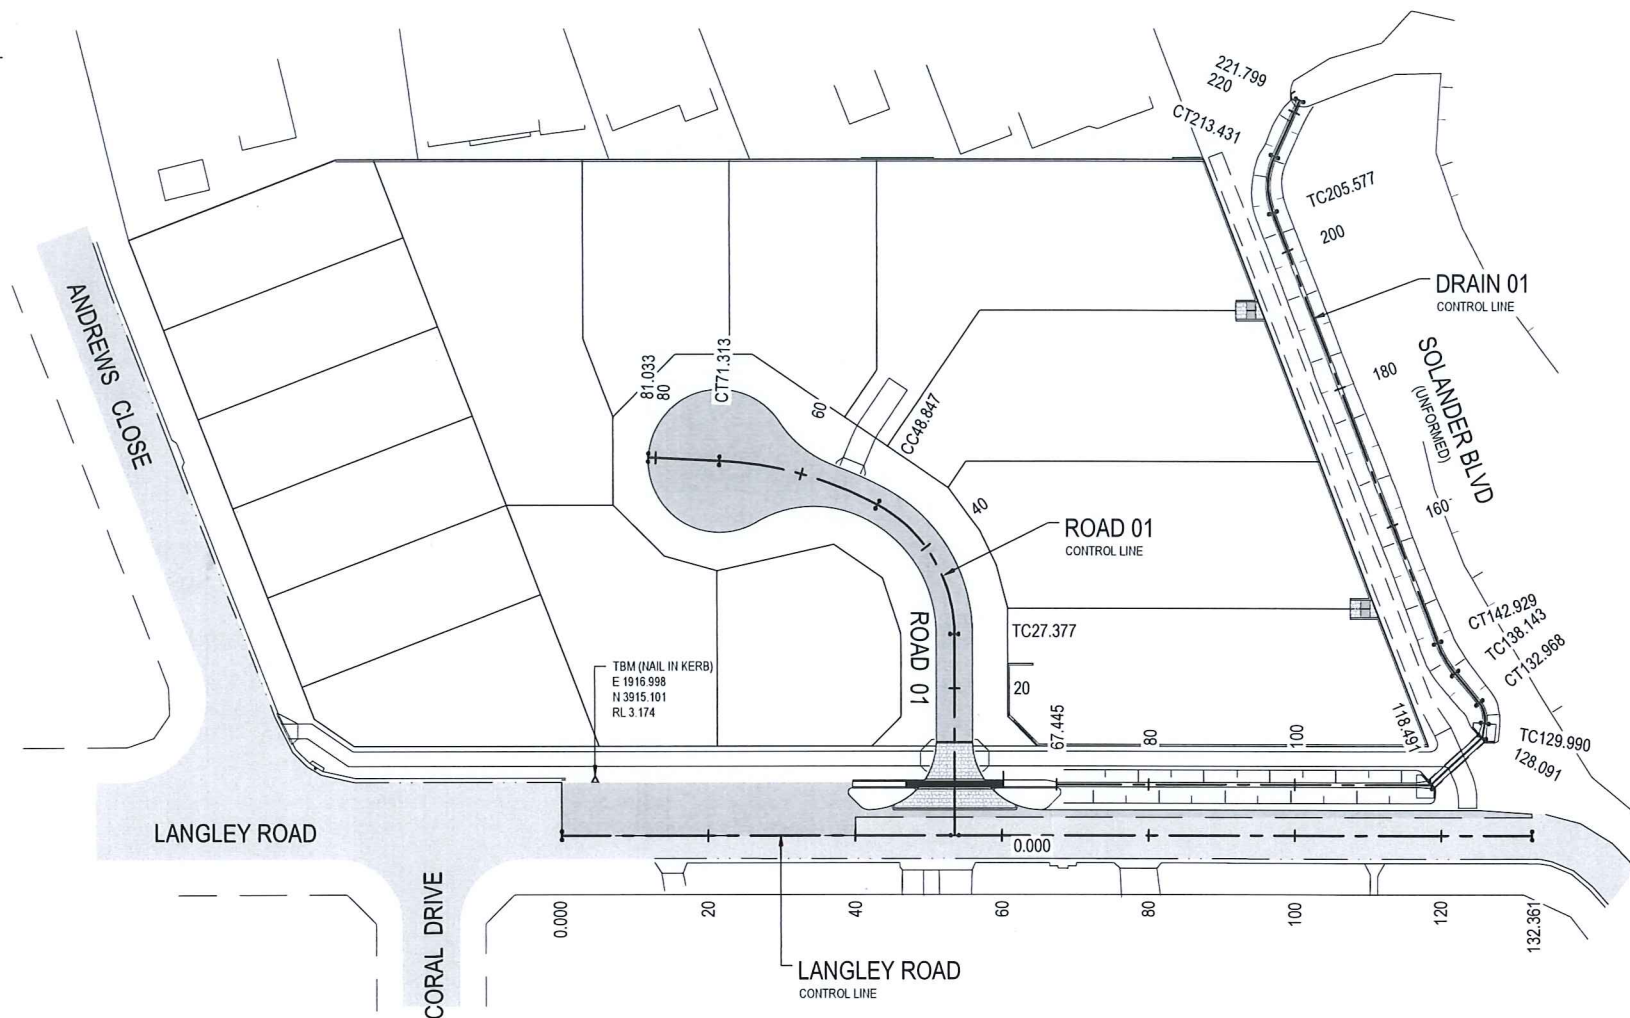 221.799
220
CT213.431
TC205.577
200
DRAIN 01
CONTROL LINE
SOLANDER BLVD
(UNFORMED)
180
160
ANDREWS CLOSE
81.033
80
CT71.313
60
CC48.847
40
ROAD 01
CONTROL LINE
TC27.377
ROAD 01
20
TBM (NAIL IN KERB)
E 1916.998
N 3915.101
RL 3.174
67.445
80
100
118.491
CT142.929
TC138.143
CT132.968
TC129.990
128.091
LANGLEY ROAD
0.000
CORAL DRIVE
0.000
20
40
60
80
100
120
132.361
LANGLEY ROAD
CONTROL LINE